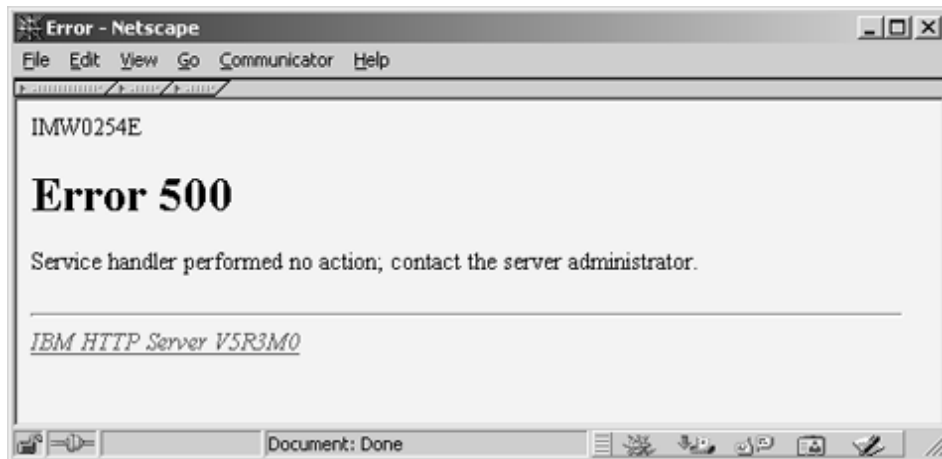 Error - Netscape
File Edit View Go Communicator Help
IMW0254E
Error 500
Service handler performed no action; contact the server administrator.
IBM HTTP Server V5R3M0
Document: Done